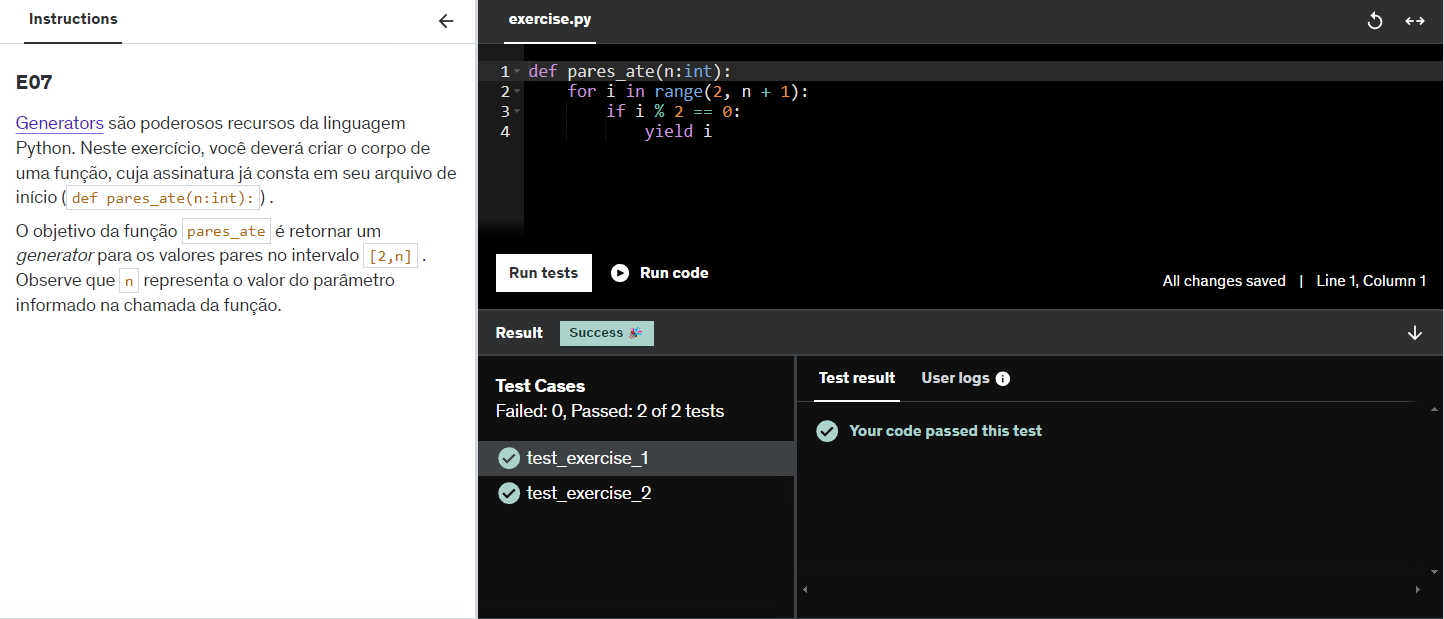 Instructions
E07
Generators são poderosos recursos da linguagem
Python. Neste exercício, você deverá criar o corpo de
uma função, cuja assinatura já consta em seu arquivo de
início ( def pares_ate(n:int): ) .
O objetivo da função pares_ate é retornar um
generator para os valores pares no intervalo [2,n] .
Observe que n representa o valor do parâmetro
informado na chamada da função.
exercise.py
1 def pares_ate(n:int):
2     for i in range(2, n + 1):
3         if i % 2 == 0:
4             yield i
Run tests Run code
All changes saved | Line 1, Column 1
Result Success 🎉
Test Cases
Failed: 0, Passed: 2 of 2 tests
test_exercise_1
test_exercise_2
Test result User logs
Your code passed this test